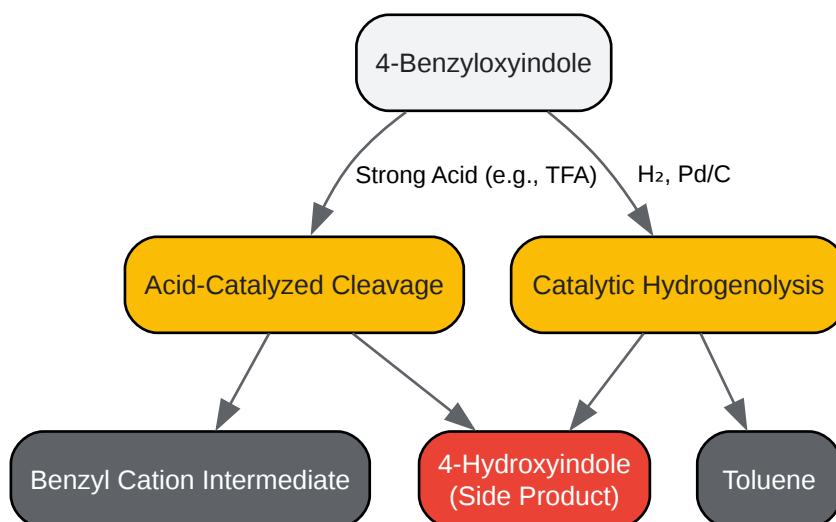 4-Benzyloxyindole
Strong Acid (e.g., TFA)
H₂, Pd/C
Acid-Catalyzed Cleavage
Catalytic Hydrogenolysis
Benzyl Cation Intermediate
4-Hydroxyindole
(Side Product)
Toluene